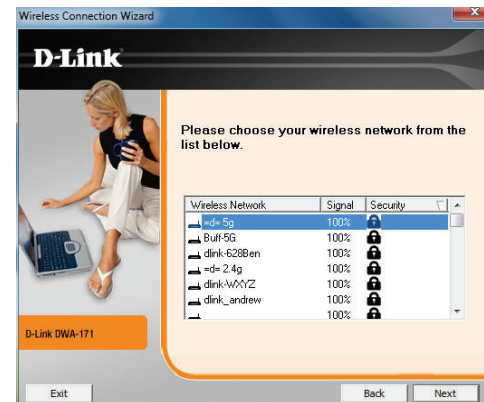 Wireless Connection Wizard
D-Link
Please choose your wireless network from the
list below.
Wireless Network Signal Security
=d= 5g 100%
Buff-5G 100%
dlink-628Ben 100%
=d= 2.4g 100%
dlink-WXYZ 100%
dlink_andrew 100%
100%
D-Link DWA-171
Exit Back Next